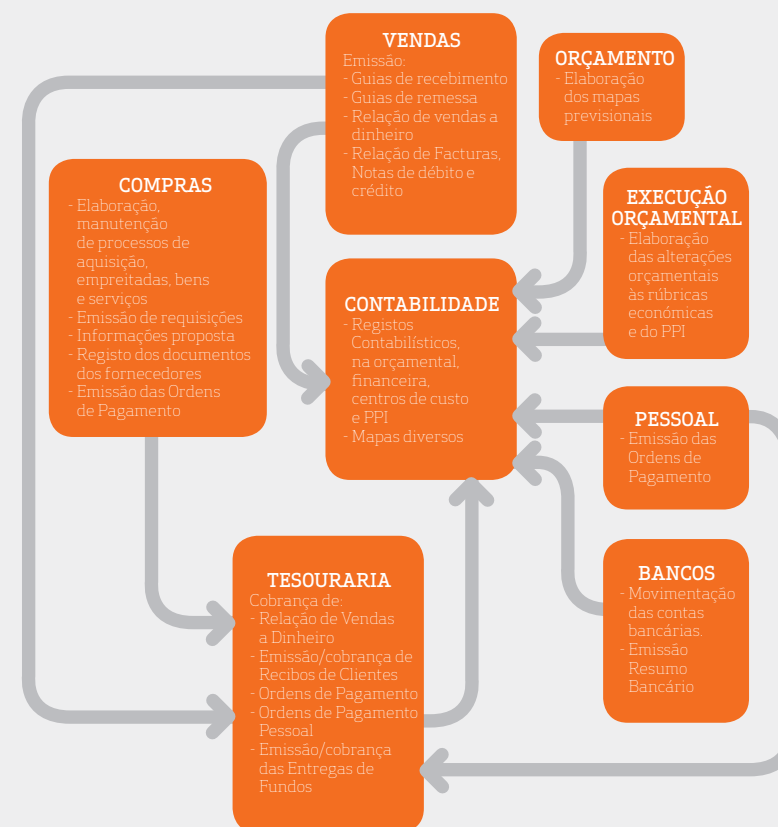 VENDAS
Emissão:
- Guias de recebimento
- Guias de remessa
- Relação de vendas a
dinheiro
- Relação de Facturas,
Notas de débito e
crédito
ORÇAMENTO
- Elaboração
dos mapas
previsionais
COMPRAS
- Elaboração,
manutenção
de processos de
aquisição,
empreitadas, bens
e serviços
- Emissão de requisições
- Informações proposta
- Registo dos documentos
dos fornecedores
- Emissão das Ordens
de Pagamento
EXECUÇÁO
ORÇAMENTAL
- Elaboração
das alterações
orçamentais
às rúbricas
económicas
e do PPI
CONTABILIDADE
- Registos
Contabilísticos,
na orçamental,
financeira,
centros de custo
e PPI
- Mapas diversos
PESSOAL
- Emissão das
Ordens de
Pagamento
TESOURARIA
Cobrança de:
- Relação de Vendas
a Dinheiro
- Emissão/cobrança de
Recibos de Clientes
- Ordens de Pagamento
- Ordens de Pagamento
Pessoal
- Emissão/cobrança
das Entregas de
Fundos
BANCOS
- Movimentação
das contas
bancárias.
- Emissão
Resumo
Bancário